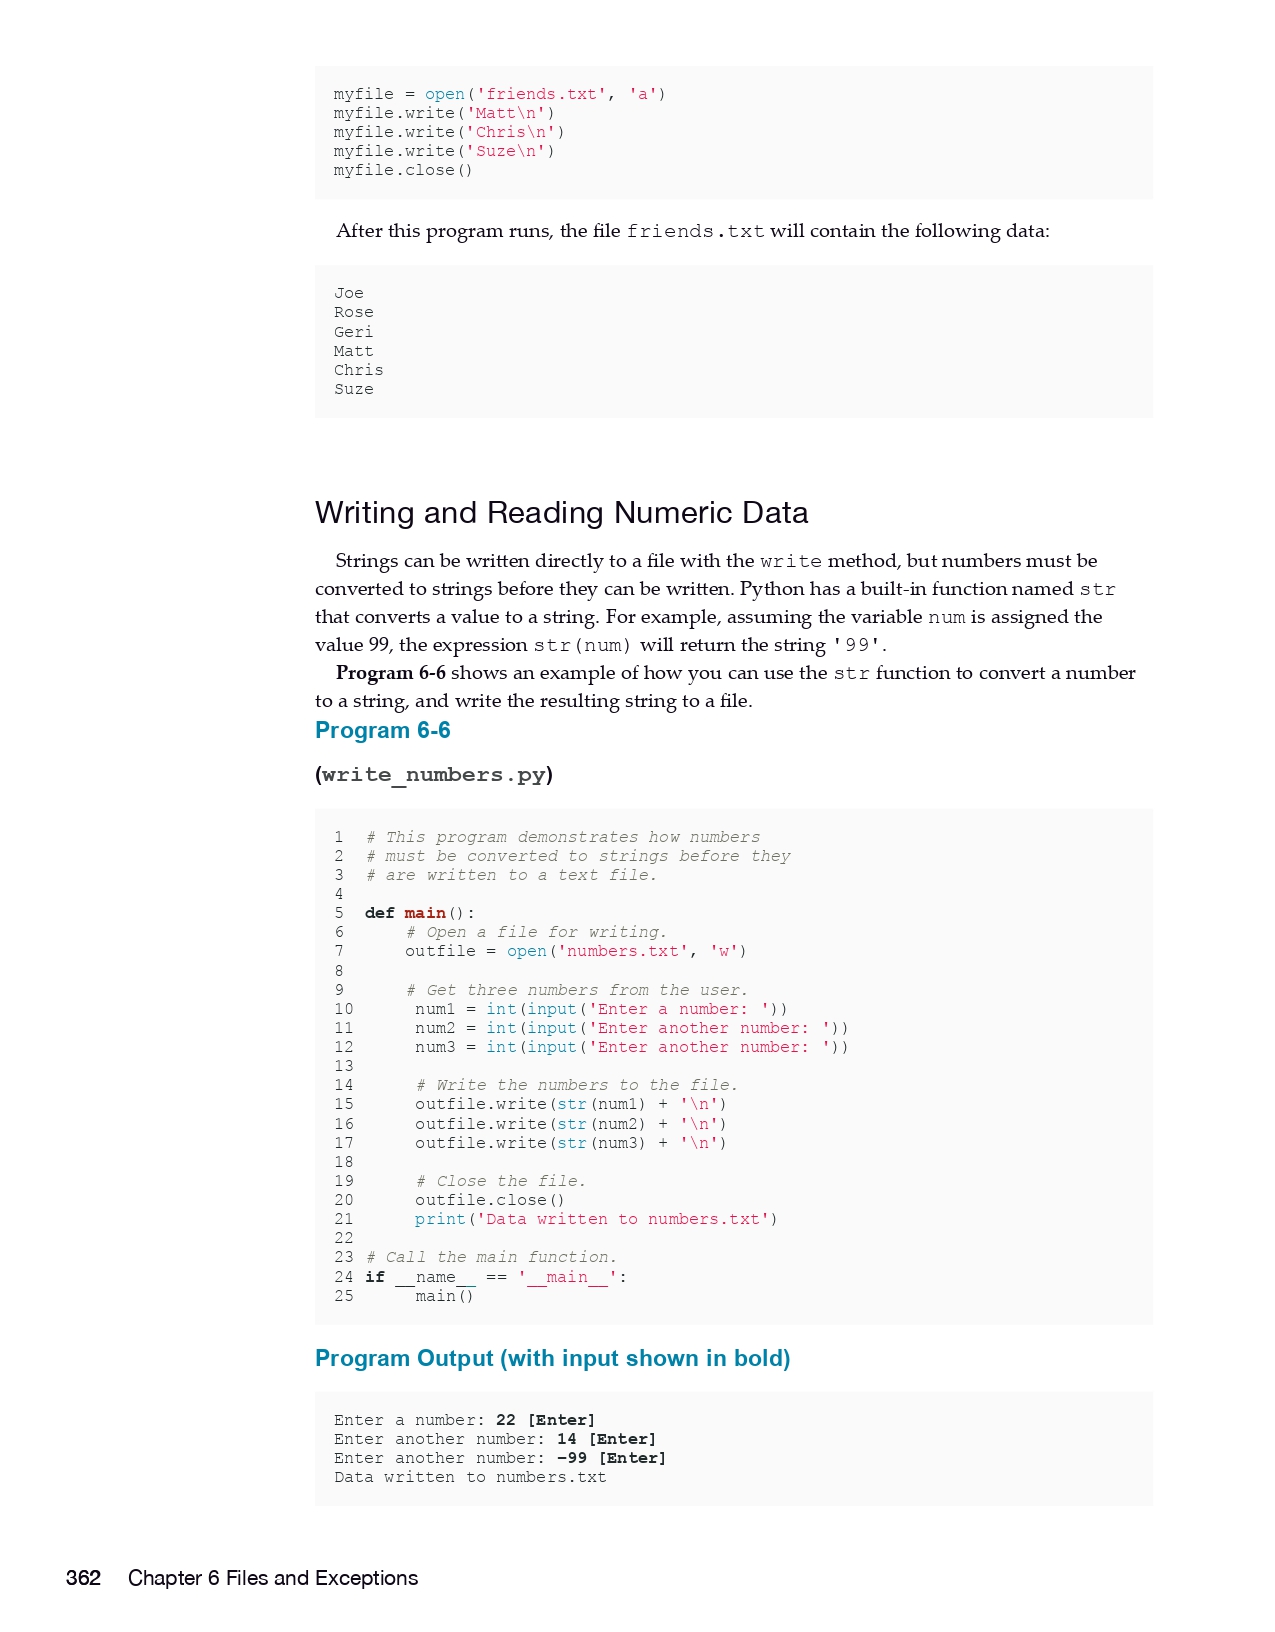 myfile = open('friends.txt', 'a')
myfile.write('Matt\n')
myfile.write('Chris\n')
myfile.write('Suze\n')
myfile.close()
After this program runs, the file friends.txt will contain the following data:
Joe
Rose
Geri
Matt
Chris
Suze
Writing and Reading Numeric Data
Strings can be written directly to a file with the write method, but numbers must be
converted to strings before they can be written. Python has a built-in function named str
that converts a value to a string. For example, assuming the variable num is assigned the
value 99, the expression str(num) will return the string '99'.
Program 6-6 shows an example of how you can use the str function to convert a number
to a string, and write the resulting string to a file.
Program 6-6
(write_numbers.py)
1  # This program demonstrates how numbers
2  # must be converted to strings before they
3  # are written to a text file.
4
5  def main():
6      # Open a file for writing.
7      outfile = open('numbers.txt', 'w')
8
9      # Get three numbers from the user.
10      num1 = int(input('Enter a number: '))
11      num2 = int(input('Enter another number: '))
12      num3 = int(input('Enter another number: '))
13
14      # Write the numbers to the file.
15      outfile.write(str(num1) + '\n')
16      outfile.write(str(num2) + '\n')
17      outfile.write(str(num3) + '\n')
18
19      # Close the file.
20      outfile.close()
21      print('Data written to numbers.txt')
22
23 # Call the main function.
24 if __name__ == '__main__':
25      main()
Program Output (with input shown in bold)
Enter a number: 22 [Enter]
Enter another number: 14 [Enter]
Enter another number: −99 [Enter]
Data written to numbers.txt
362 Chapter 6 Files and Exceptions